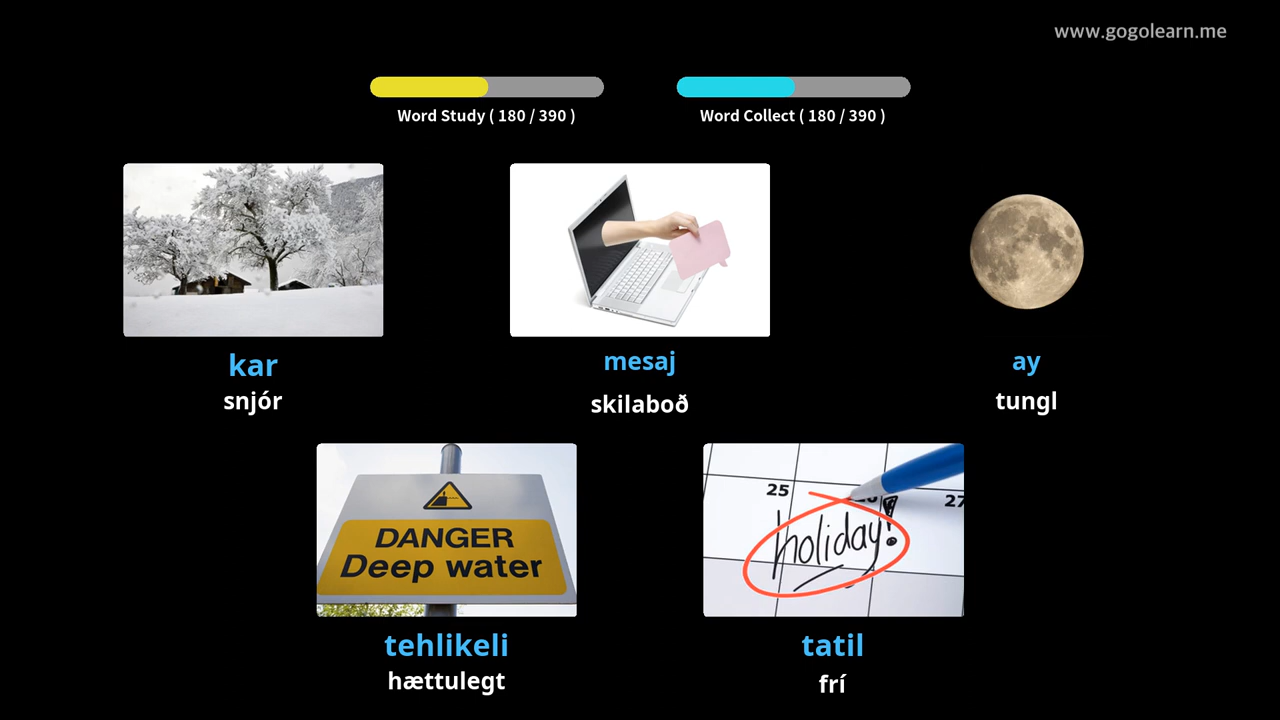 www.gogolearn.me
Word Study ( 180 / 390 )
Word Collect ( 180 / 390 )
kar
snjór
mesaj
skilaboð
ay
tungl
DANGER
Deep water
tehlikeli
hættulegt
25
27
holiday!
tatil
frí